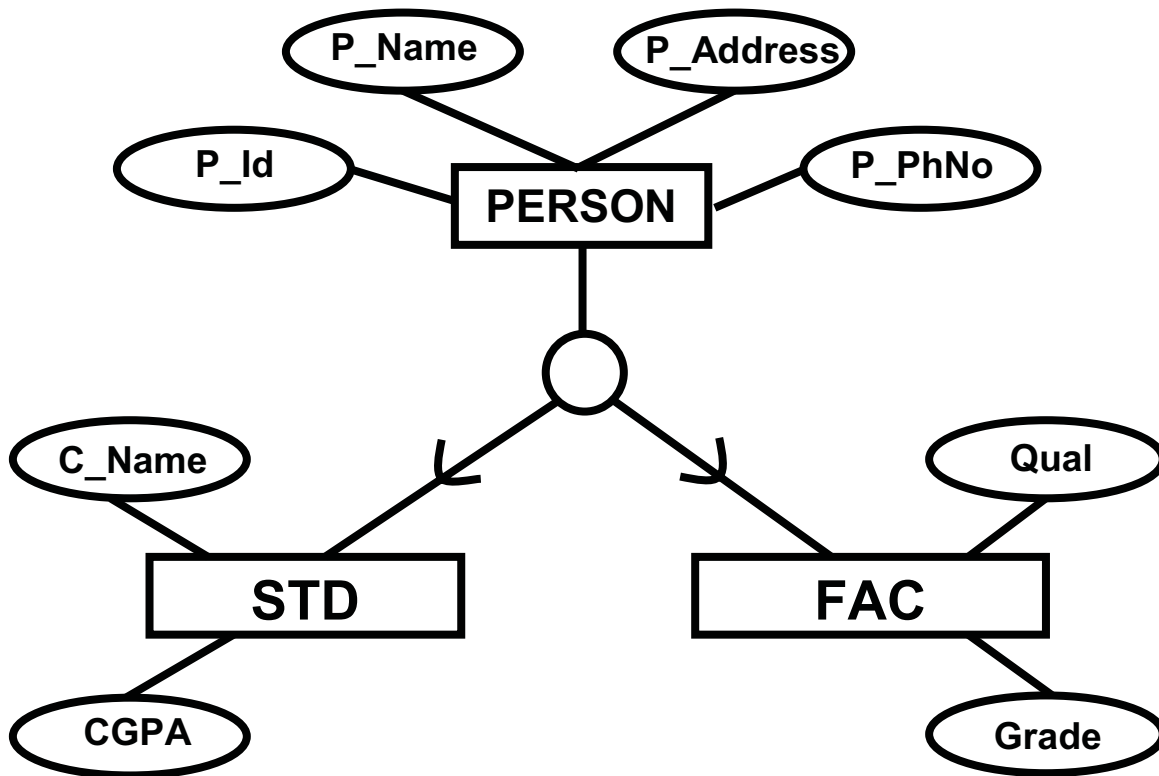 P_Name
P_Address
P_Id
P_PhNo
PERSON
C_Name
Qual
STD
FAC
CGPA
Grade